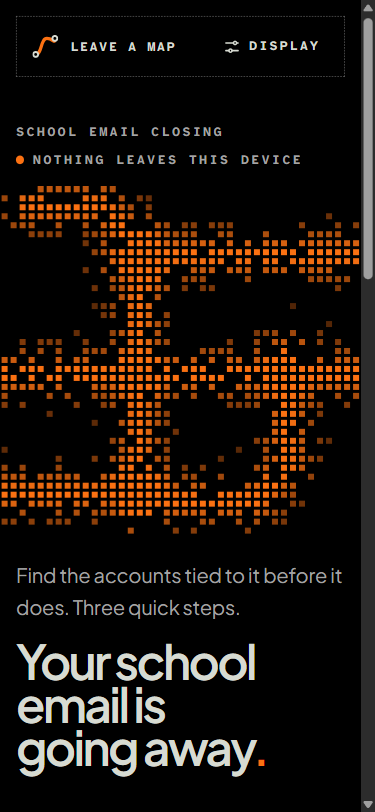 LEAVE A MAP
DISPLAY
SCHOOL EMAIL CLOSING
NOTHING LEAVES THIS DEVICE
Find the accounts tied to it before it
does. Three quick steps.
Your school
email is
going away.